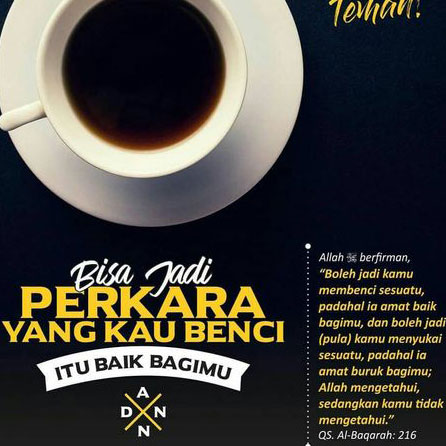 Teman!
Bisa Jadi
PERKARA
YANG KAU BENCI
ITU BAIK BAGIMU
A
D N
N
Allah ﷻ berfirman,
“Boleh jadi kamu
membenci sesuatu,
padahal ia amat baik
bagimu, dan boleh jadi
(pula) kamu menyukai
sesuatu, padahal ia
amat buruk bagimu;
Allah mengetahui,
sedangkan kamu tidak
mengetahui.”
QS. Al-Baqarah: 216